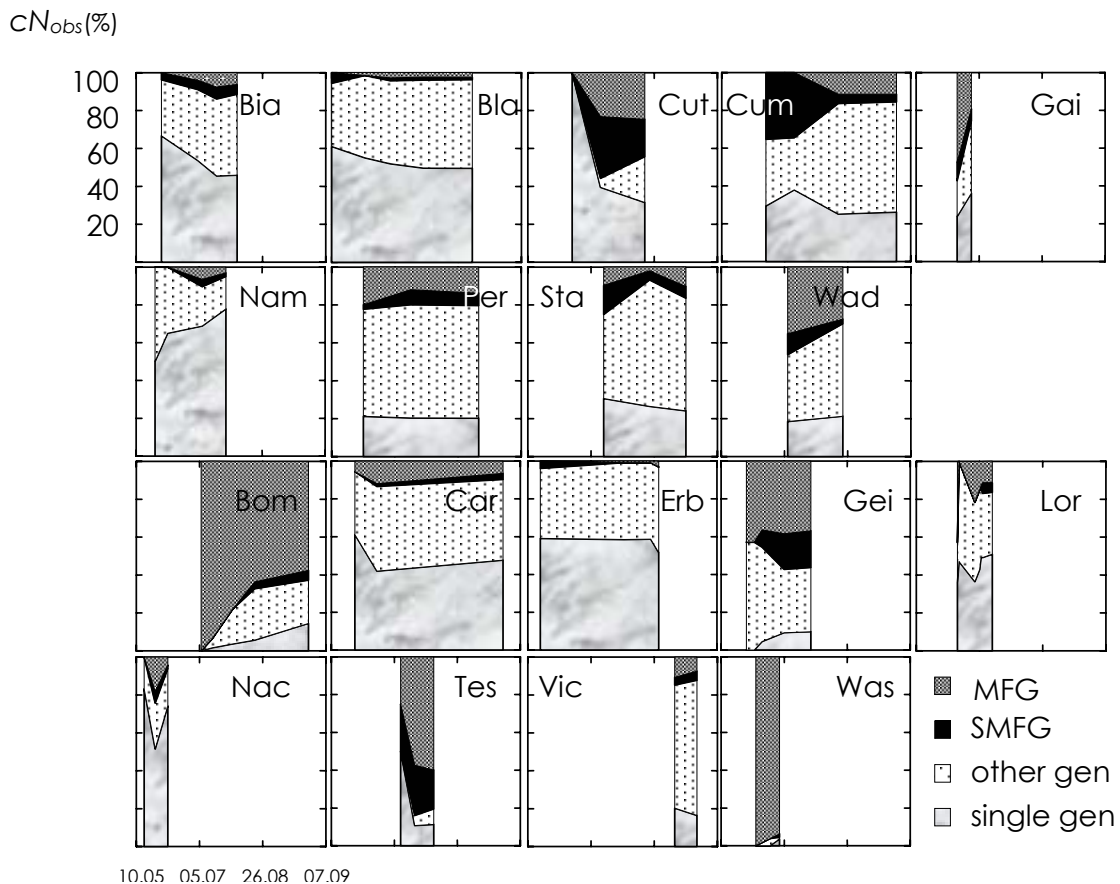 cNobs(%)
100
80
60
40
20
Bia
Bla
Cut
Cum
Gai
Nam
Per
Sta
Wad
Bom
Car
Erb
Gei
Lor
Nac
Tes
Vic
Was
MFG
SMFG
other gen
single gen
10.05 05.07 26.08 07.09